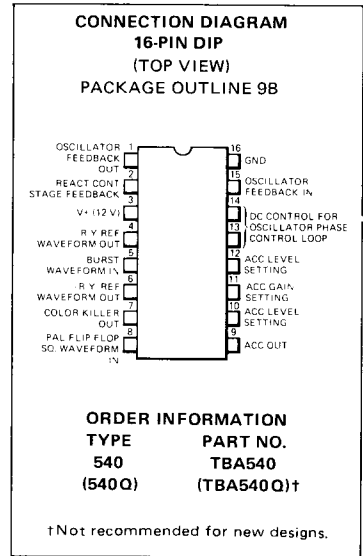 CONNECTION DIAGRAM
16-PIN DIP
(TOP VIEW)
PACKAGE OUTLINE 9B
OSCILLATOR
FEEDBACK
OUT
1
REACT CONT
STAGE FEEDBACK
2
V+ (12 V)
3
R Y REF
WAVEFORM OUT
4
BURST
WAVEFORM IN
5
-R Y REF
WAVEFORM OUT
6
COLOR KILLER
OUT
7
PAL FLIP FLOP
SQ. WAVEFORM
IN
8
16
GND
15
OSCILLATOR
FEEDBACK IN
14
DC CONTROL FOR
OSCILLATOR PHASE
13
CONTROL LOOP
12
ACC LEVEL
SETTING
11
ACC GAIN
SETTING
10
ACC LEVEL
SETTING
9
ACC OUT
ORDER INFORMATION
TYPE PART NO.
540 TBA540
(540Q) (TBA540Q)†
†Not recommended for new designs.